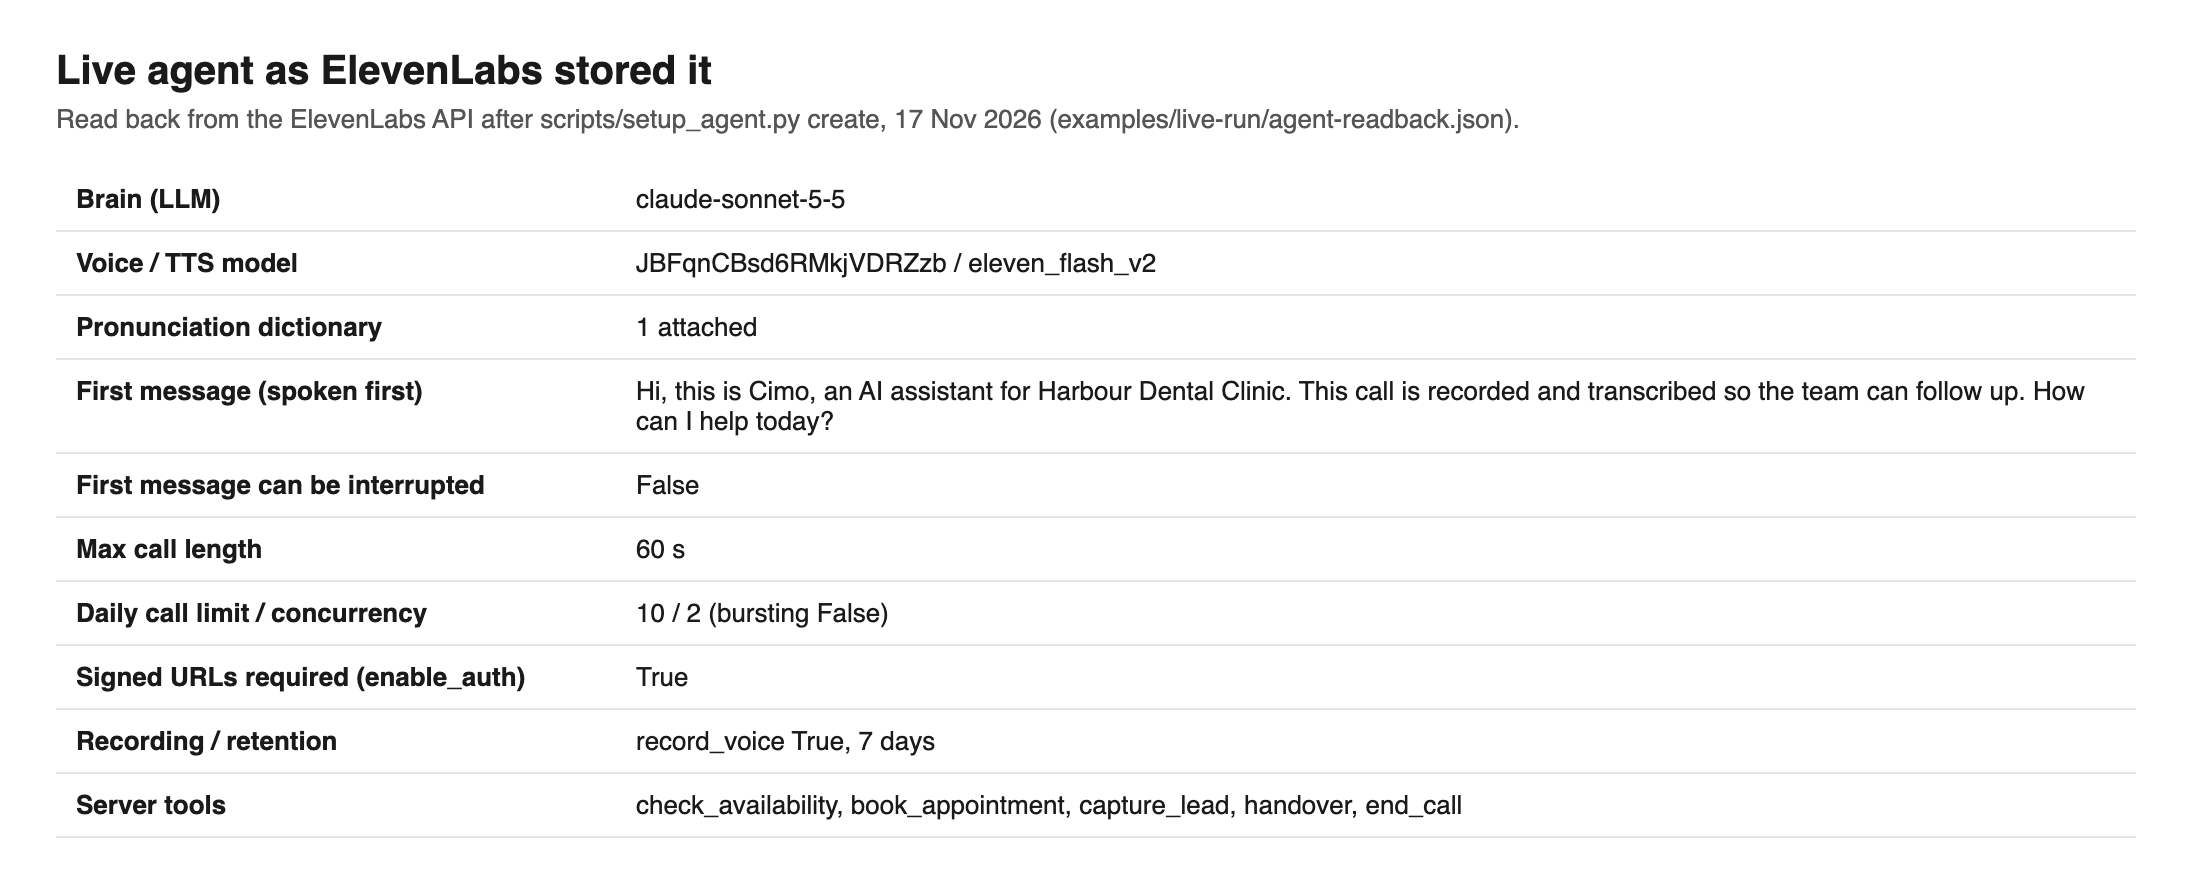 Live agent as ElevenLabs stored it
Read back from the ElevenLabs API after scripts/setup_agent.py create, 17 Nov 2026 (examples/live-run/agent-readback.json).
Brain (LLM) claude-sonnet-5-5
Voice / TTS model JBFqnCBsd6RMkjVDRZzb / eleven_flash_v2
Pronunciation dictionary 1 attached
First message (spoken first) Hi, this is Cimo, an AI assistant for Harbour Dental Clinic. This call is recorded and transcribed so the team can follow up. How
can I help today?
First message can be interrupted False
Max call length 60 s
Daily call limit / concurrency 10 / 2 (bursting False)
Signed URLs required (enable_auth) True
Recording / retention record_voice True, 7 days
Server tools check_availability, book_appointment, capture_lead, handover, end_call